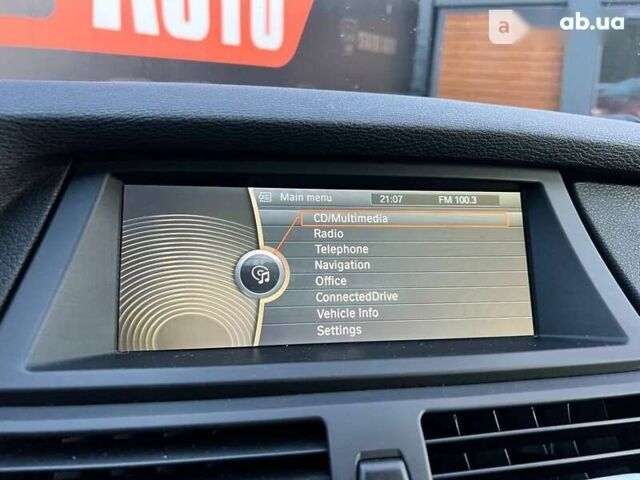 AUTO
a ab.ua
Main menu 21:07 FM 100.3
CD/Multimedia
Radio
Telephone
Navigation
Office
ConnectedDrive
Vehicle Info
Settings